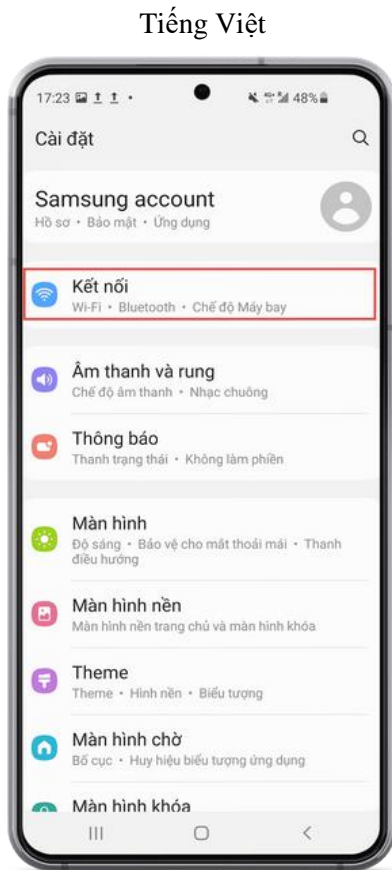 Tiếng Việt
17:23
48%
Cài đặt
Samsung account
Hồ sơ • Bảo mật • Ứng dụng
Kết nối
Wi-Fi • Bluetooth • Chế độ Máy bay
Âm thanh và rung
Chế độ âm thanh • Nhạc chuông
Thông báo
Thanh trạng thái • Không làm phiền
Màn hình
Độ sáng • Bảo vệ cho mắt thoải mái • Thanh
điều hướng
Màn hình nền
Màn hình nền trang chủ và màn hình khóa
Theme
Theme • Hình nền • Biểu tượng
Màn hình chờ
Bố cục • Huy hiệu biểu tượng ứng dụng
Màn hình khóa